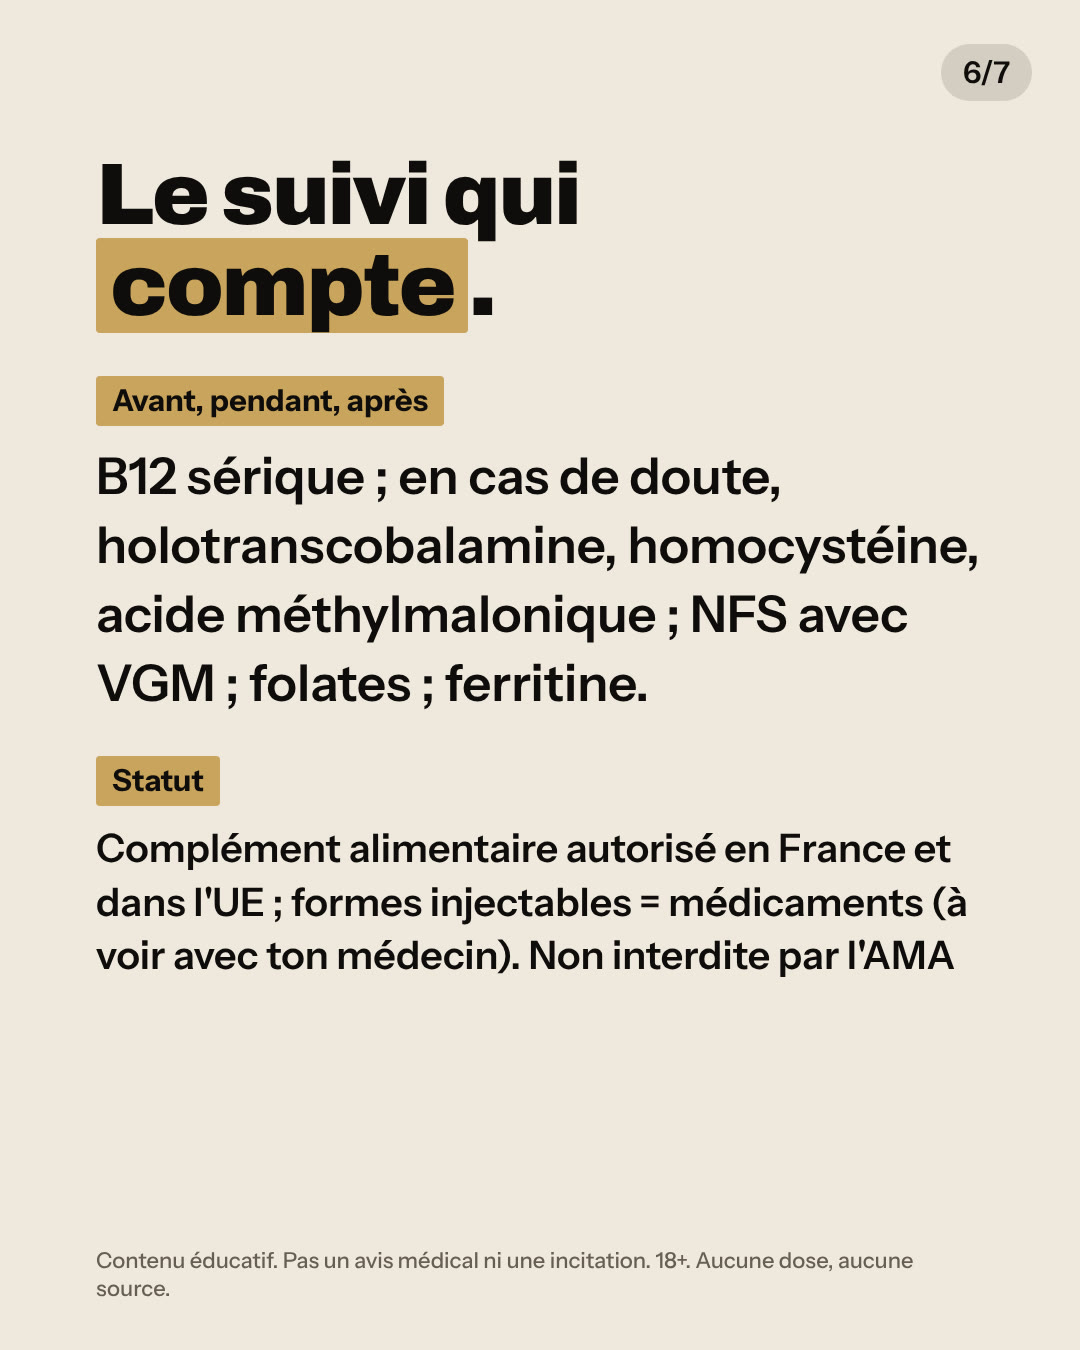 6/7
Le suivi qui
compte.
Avant, pendant, après
B12 sérique ; en cas de doute,
holotranscobalamine, homocystéine,
acide méthylmalonique ; NFS avec
VGM ; folates ; ferritine.
Statut
Complément alimentaire autorisé en France et
dans l'UE ; formes injectables = médicaments (à
voir avec ton médecin). Non interdite par l'AMA
Contenu éducatif. Pas un avis médical ni une incitation. 18+. Aucune dose, aucune
source.